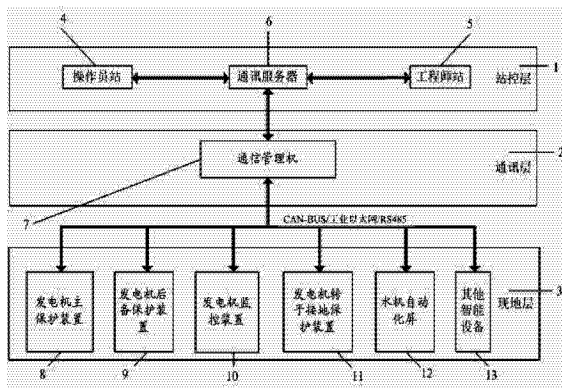 4
6
5
1
操作员站
通讯服务器
工程师站
站控层
通信管理机
2
通讯层
7
CAN-BUS/工业以太网/RS485
发电机主
保护装置
发电机后
备保护装
置
发电机监
控装置
发电机转
子接地保
护装置
水机自动
化屏
其他
智能
设备
3
现地层
8
9
10
11
12
13